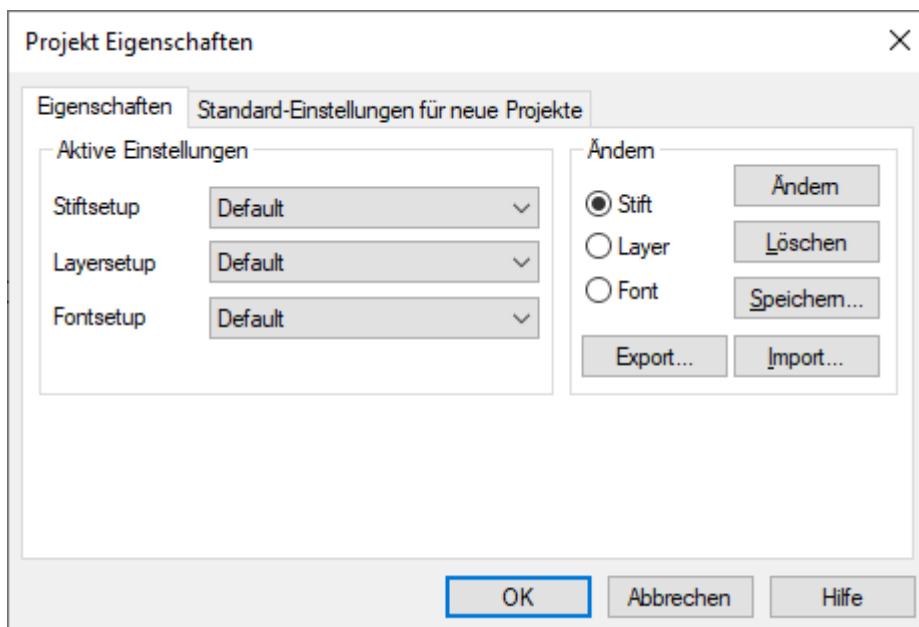 Projekt Eigenschaften
Eigenschaften
Standard-Einstellungen für neue Projekte
Aktive Einstellungen
Stiftsetup
Default
Layersetup
Default
Fontsetup
Default
Ändern
Stift
Layer
Font
Ändern
Löschen
Speichern...
Export...
Import...
OK
Abbrechen
Hilfe